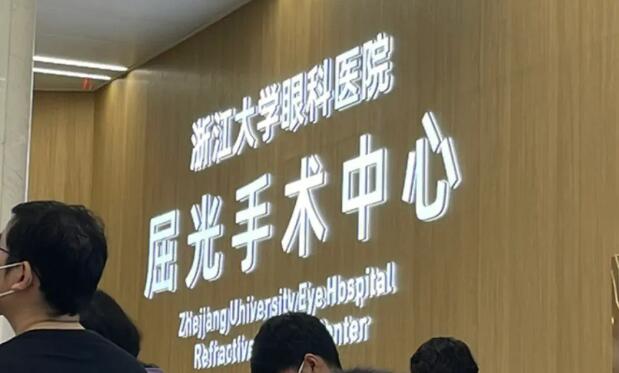 浙江大学眼科医院
屈光手术中心
Zhejiang University Eye Hospital
Refractive enter